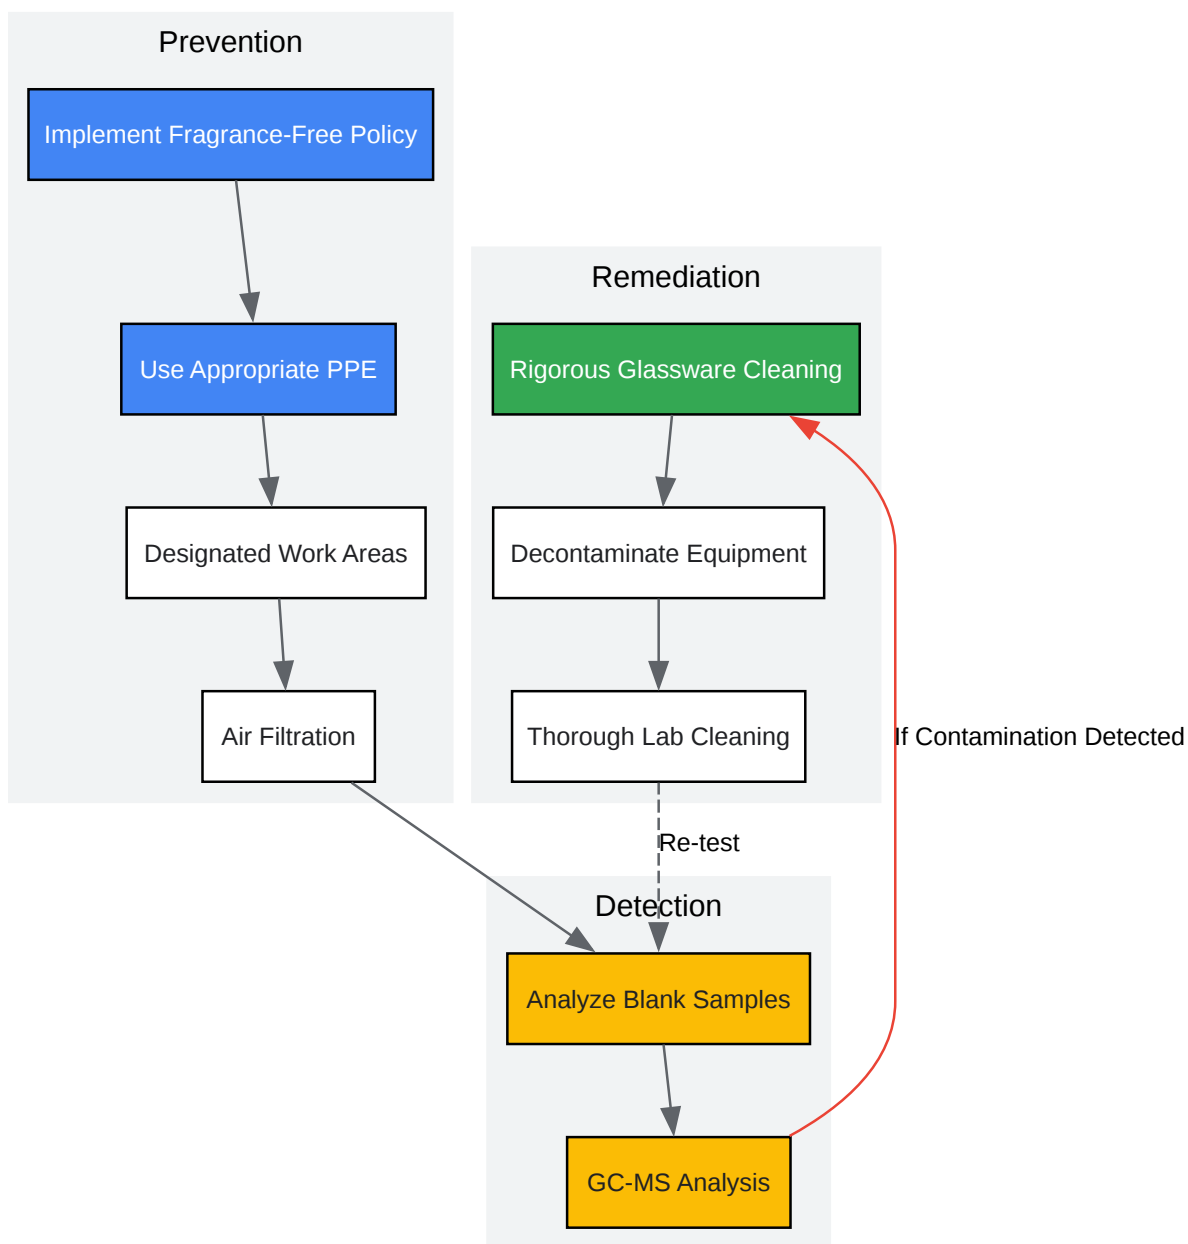 Prevention
Implement Fragrance-Free Policy
Use Appropriate PPE
Designated Work Areas
Air Filtration
Remediation
Rigorous Glassware Cleaning
Decontaminate Equipment
Thorough Lab Cleaning
If Contamination Detected
Re-test
Detection
Analyze Blank Samples
GC-MS Analysis